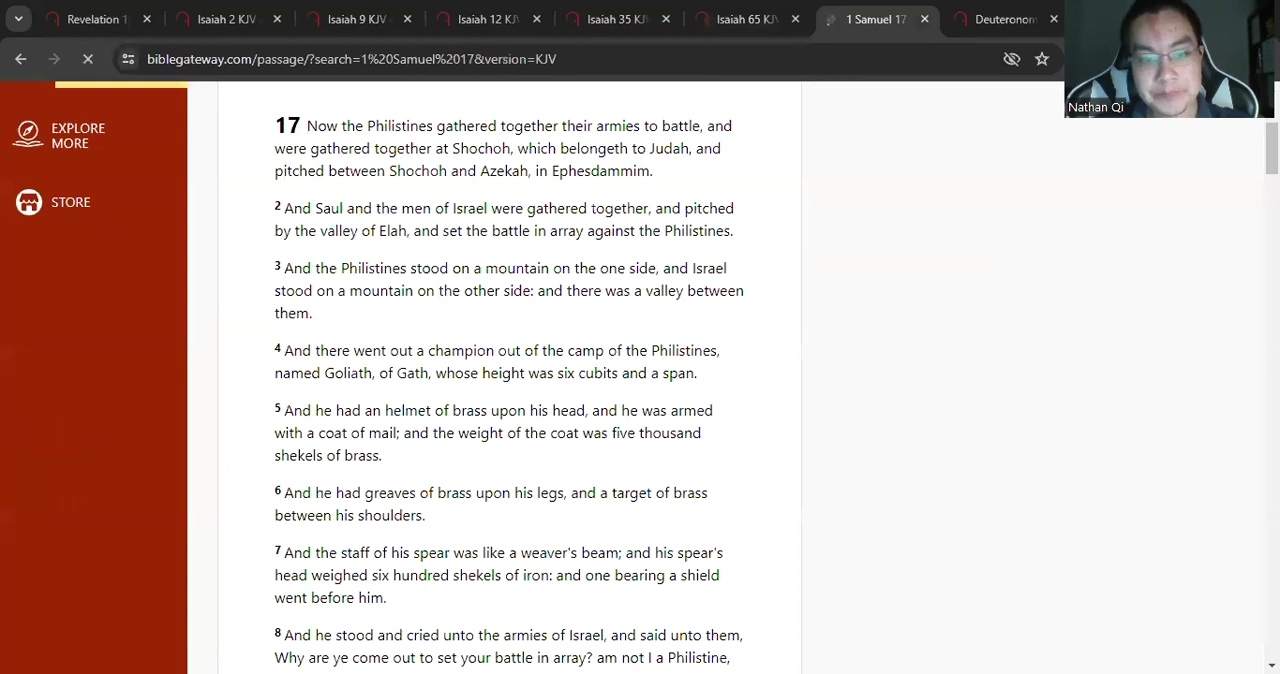 Revelation 1
Isaiah 2 KJV
Isaiah 9 KJV
Isaiah 12 KJV
Isaiah 35 KJV
Isaiah 65 KJV
1 Samuel 17
Deuteronom
biblegateway.com/passage/?search=1%20Samuel%2017&version=KJV
Nathan Qi
EXPLORE
MORE
STORE
17 Now the Philistines gathered together their armies to battle, and
were gathered together at Shochoh, which belongeth to Judah, and
pitched between Shochoh and Azekah, in Ephesdammim.
2 And Saul and the men of Israel were gathered together, and pitched
by the valley of Elah, and set the battle in array against the Philistines.
3 And the Philistines stood on a mountain on the one side, and Israel
stood on a mountain on the other side: and there was a valley between
them.
4 And there went out a champion out of the camp of the Philistines,
named Goliath, of Gath, whose height was six cubits and a span.
5 And he had an helmet of brass upon his head, and he was armed
with a coat of mail; and the weight of the coat was five thousand
shekels of brass.
6 And he had greaves of brass upon his legs, and a target of brass
between his shoulders.
7 And the staff of his spear was like a weaver's beam; and his spear's
head weighed six hundred shekels of iron: and one bearing a shield
went before him.
8 And he stood and cried unto the armies of Israel, and said unto them,
Why are ye come out to set your battle in array? am not I a Philistine,